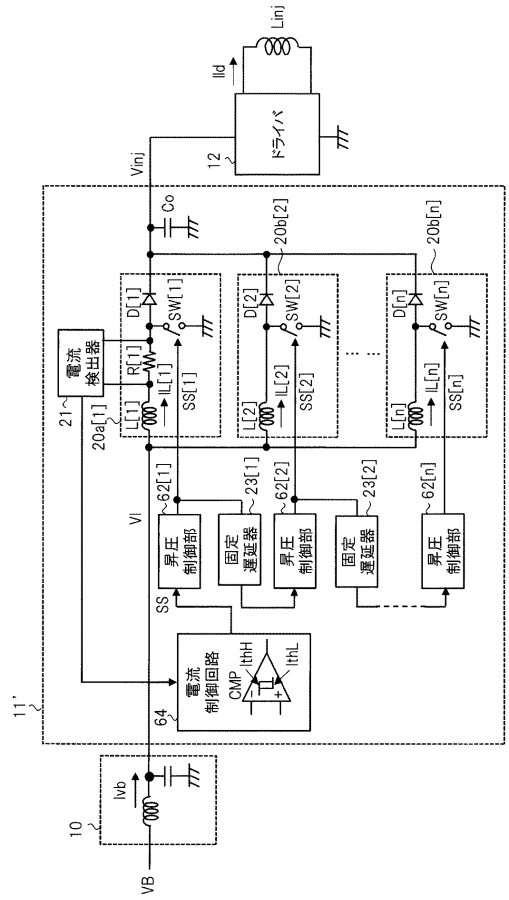 11'
10
VB
Ivb
VI
64
電流
制御回路
CMP
IthH
IthL
SS
62[1]
昇圧
制御部
23[1]
固定
遅延器
62[2]
昇圧
制御部
23[2]
固定
遅延器
62[n]
昇圧
制御部
21
電流
検出器
20a[1]
L[1]
R[1]
D[1]
IL[1]
SS[1]
SW[1]
20b[2]
L[2]
D[2]
IL[2]
SS[2]
SW[2]
20b[n]
L[n]
D[n]
IL[n]
SS[n]
SW[n]
Co
Vinj
12
ドライバ
Ild
Linj